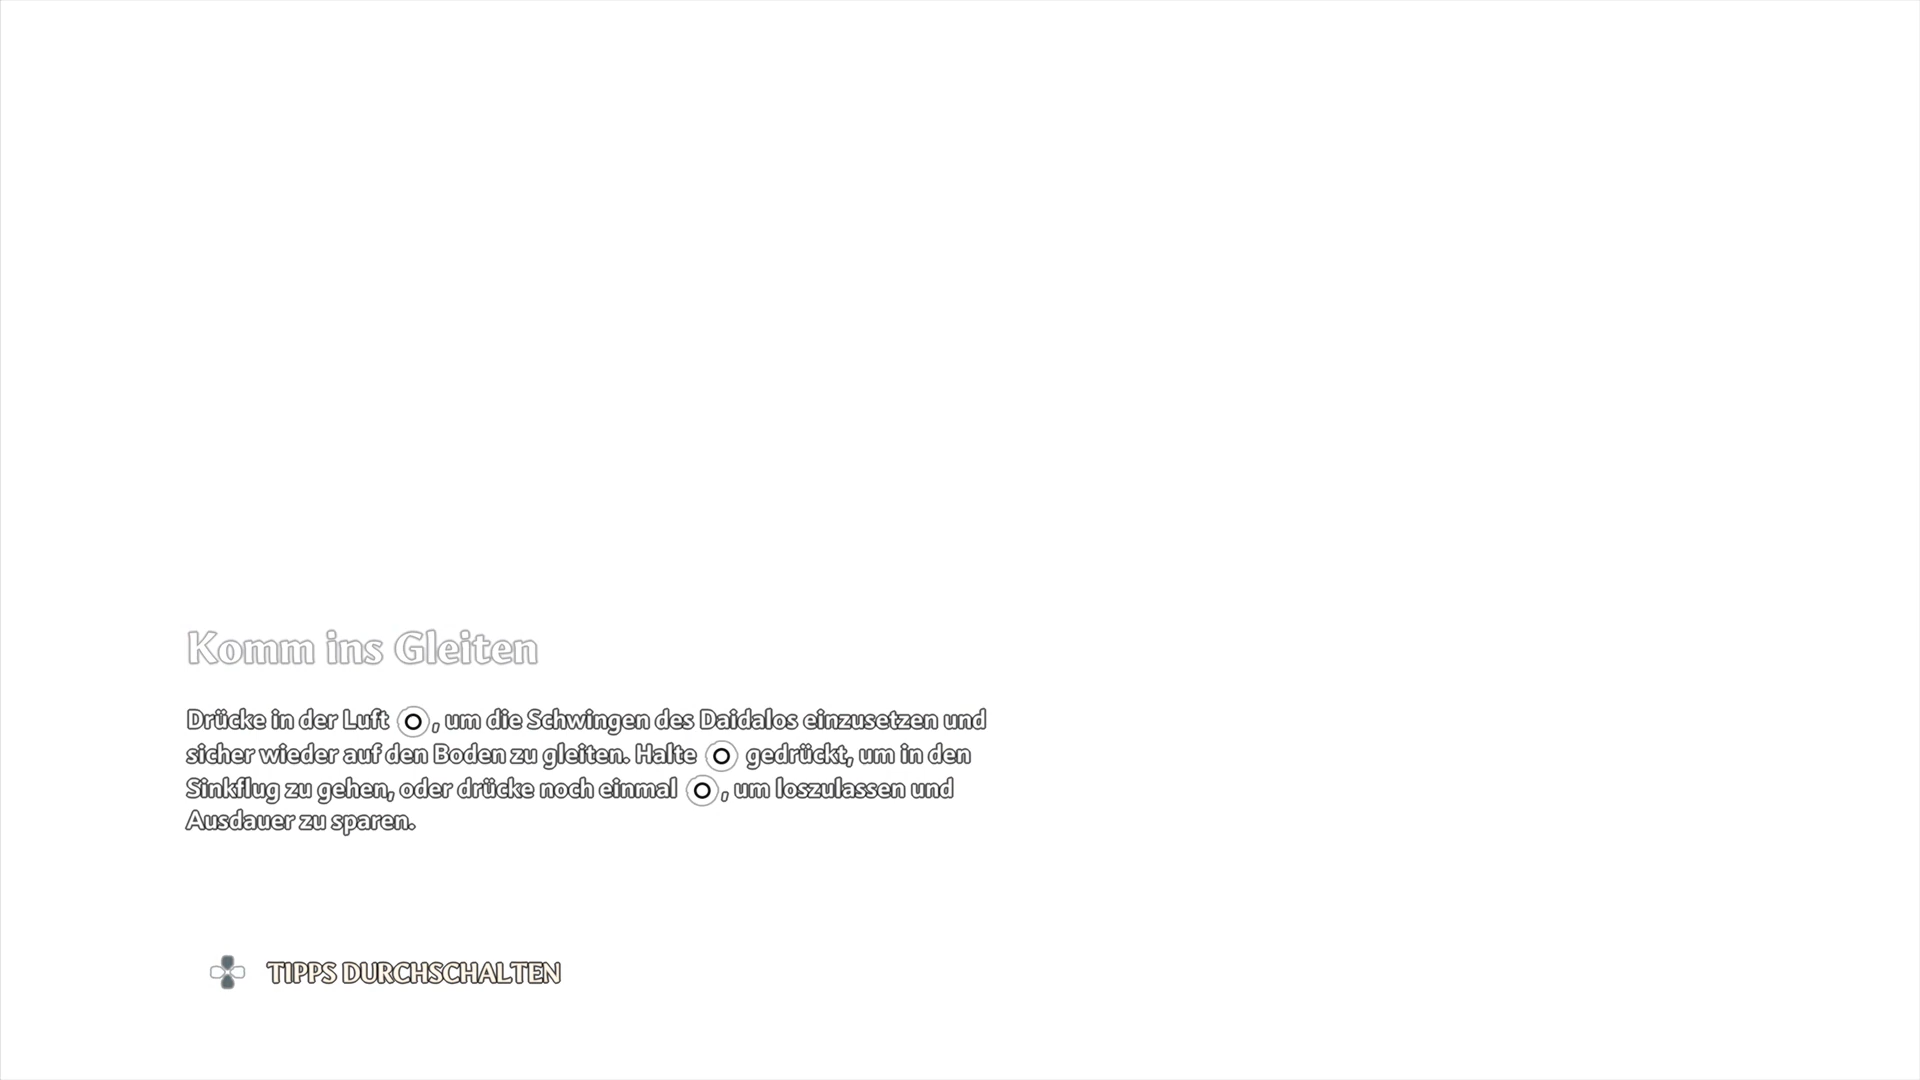 Komm ins Gleiten
Drücke in der Luft , um die Schwingen des Daidalos einzusetzen und
sicher wieder auf den Boden zu gleiten. Halte gedrückt, um in den
Sinkflug zu gehen, oder drücke noch einmal , um loszulassen und
Ausdauer zu sparen.
TIPPS DURCHSCHALTEN